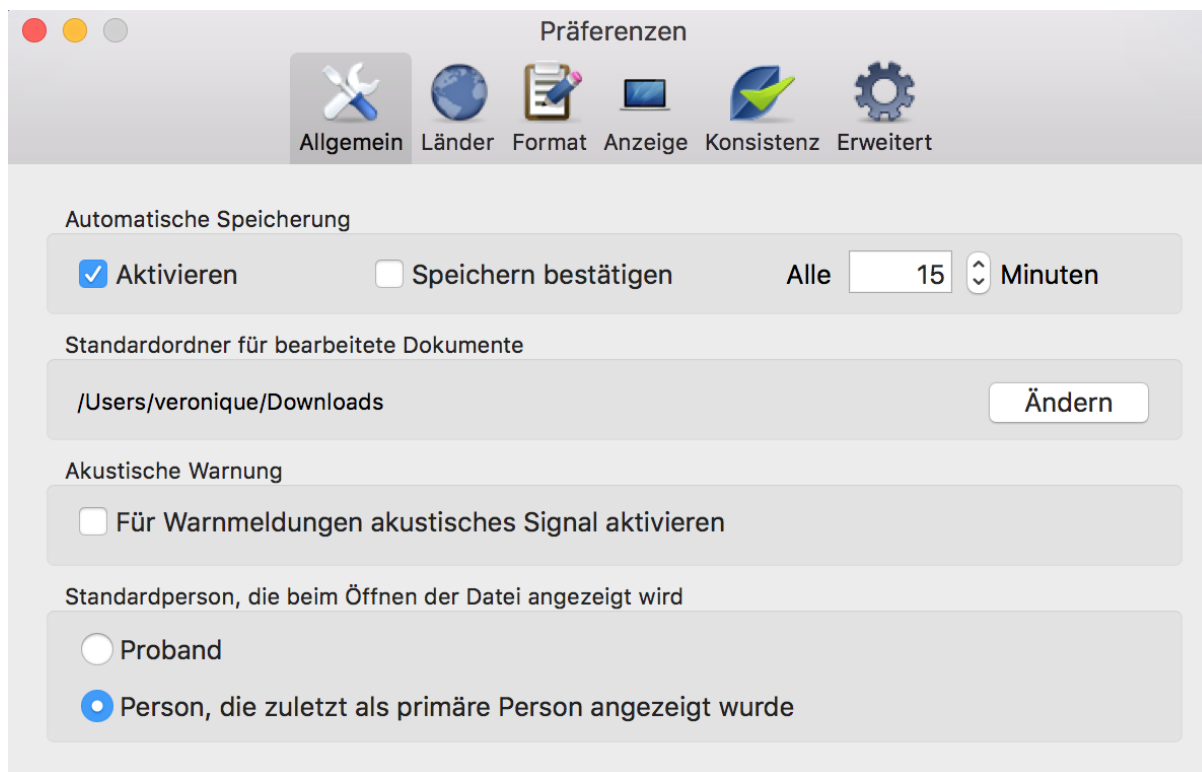 Präferenzen
Allgemein Länder Format Anzeige Konsistenz Erweitert
Automatische Speicherung
Aktivieren Speichern bestätigen Alle 15 Minuten
Standardordner für bearbeitete Dokumente
/Users/veronique/Downloads Ändern
Akustische Warnung
Für Warnmeldungen akustisches Signal aktivieren
Standardperson, die beim Öffnen der Datei angezeigt wird
Proband
Person, die zuletzt als primäre Person angezeigt wurde